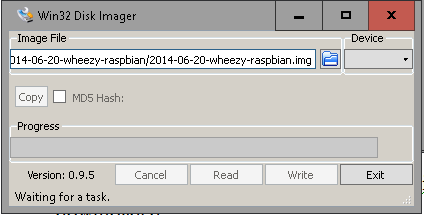 Win32 Disk Imager
Image File
Device
014-06-20-wheezy-raspbian/2014-06-20-wheezy-raspbian.img
Copy
MD5 Hash:
Progress
Version: 0.9.5
Cancel
Read
Write
Exit
Waiting for a task.